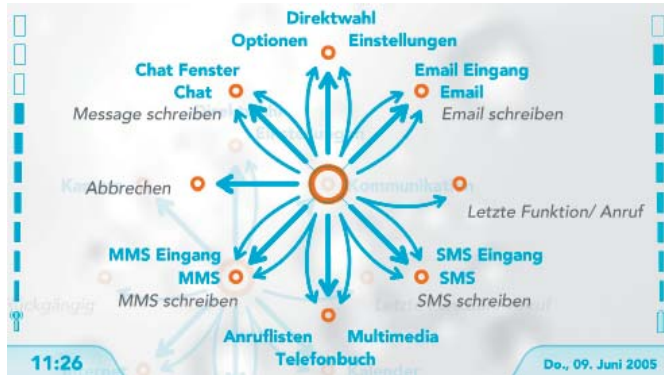 Direktwahl
Optionen Einstellungen
Chat Fenster Email Eingang
Chat Email
Message schreiben Email schreiben
Abbrechen Kommunikation
Letzte Funktion/ Anruf
MMS Eingang SMS Eingang
MMS SMS
MMS schreiben SMS schreiben
Anruflisten Multimedia
Telefonbuch
Kalender
11:26 Do., 09. Juni 2005